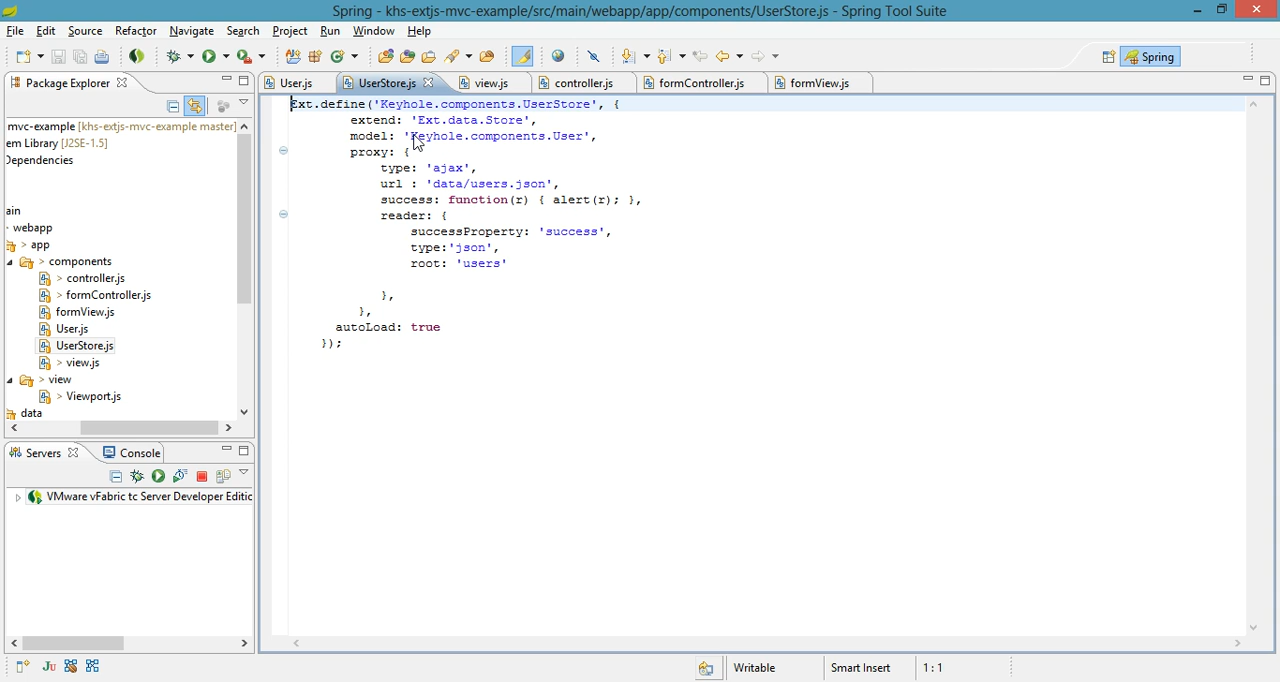 Spring - khs-extjs-mvc-example/src/main/webapp/app/components/UserStore.js - Spring Tool Suite
File Edit Source Refactor Navigate Search Project Run Window Help
Spring
Package Explorer
User.js UserStore.js view.js controller.js formController.js formView.js
mvc-example [khs-extjs-mvc-example master]
em Library [J2SE-1.5]
Dependencies
ain
webapp
> app
> components
> controller.js
> formController.js
formView.js
User.js
UserStore.js
> view.js
> view
> Viewport.js
data
Ext.define('Keyhole.components.UserStore', {
extend: 'Ext.data.Store',
model: 'Keyhole.components.User',
proxy: {
type: 'ajax',
url : 'data/users.json',
success: function(r) { alert(r); },
reader: {
successProperty: 'success',
type:'json',
root: 'users'
},
},
autoLoad: true
});
Servers Console
VMware vFabric tc Server Developer Editic
Ju
Writable Smart Insert 1 : 1